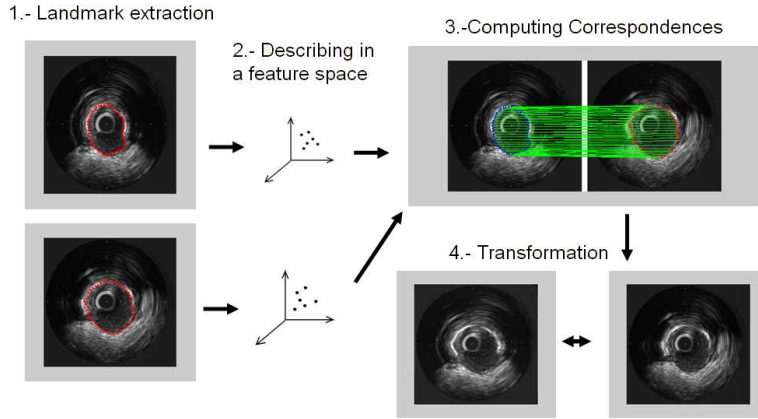 1.- Landmark extraction
2.- Describing in
a feature space
3.-Computing Correspondences
4.- Transformation